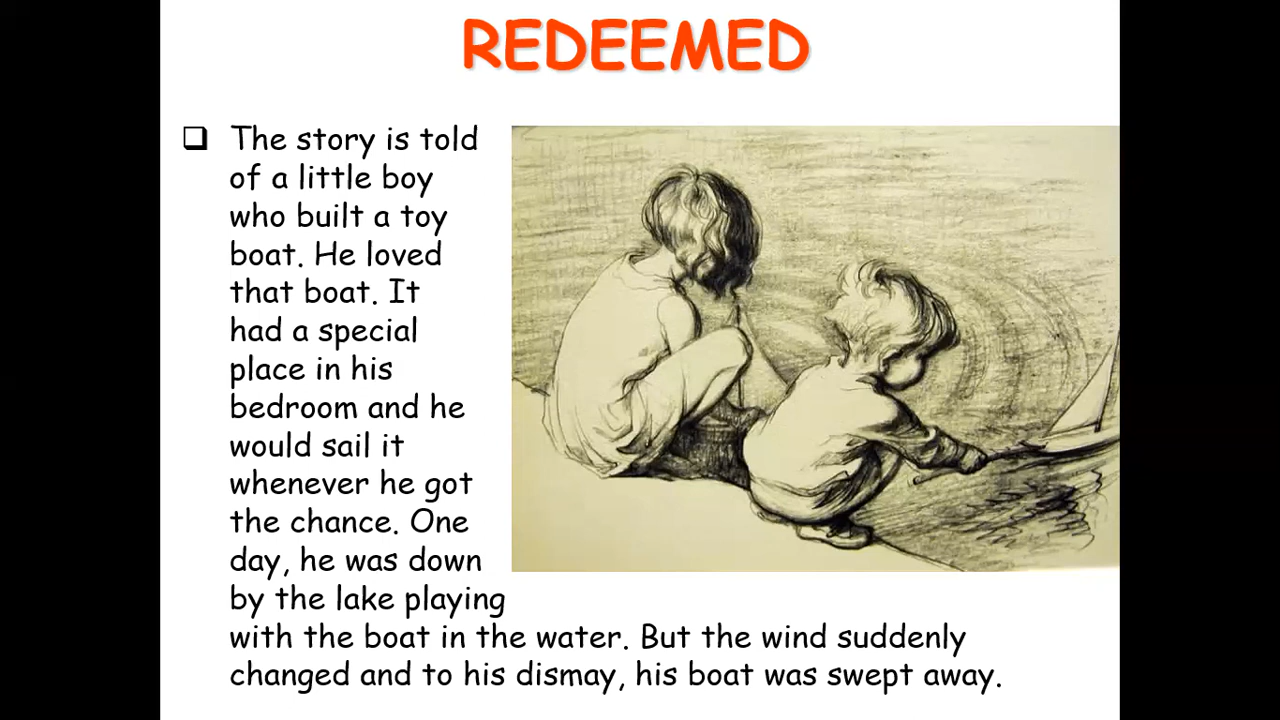 REDEEMED
The story is told
of a little boy
who built a toy
boat. He loved
that boat. It
had a special
place in his
bedroom and he
would sail it
whenever he got
the chance. One
day, he was down
by the lake playing
with the boat in the water. But the wind suddenly
changed and to his dismay, his boat was swept away.